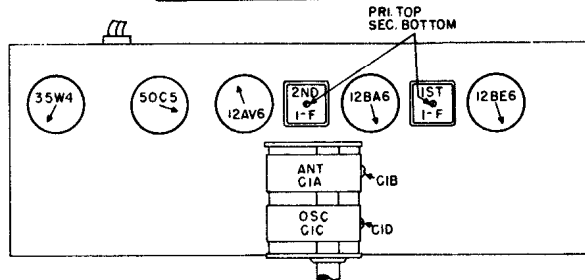 PRI. TOP
SEC. BOTTOM
35W4
50C5
12AV6
2ND
I-F
12BA6
1ST
I-F
12BE6
ANT
C1A
C1B
OSC
C1C
C1D